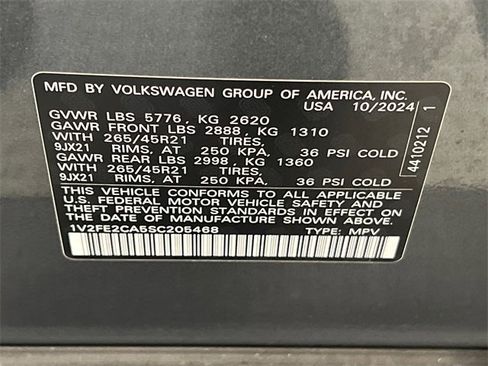 MFD BY VOLKSWAGEN GROUP OF AMERICA, INC.
USA 10/2024
GVWR LBS 5776, KG 2620
GAWR FRONT LBS 2888, KG 1310
WITH 265/45R21 TIRES,
9JX21 RIMS, AT 250 KPA, 36 PSI COLD
GAWR REAR LBS 2998, KG 1360
WITH 265/45R21 TIRES,
9JX21 RIMS, AT 250 KPA, 36 PSI COLD
THIS VEHICLE CONFORMS TO ALL APPLICABLE
U.S. FEDERAL MOTOR VEHICLE SAFETY AND
THEFT PREVENTION STANDARDS IN EFFECT
ON THE DATE OF MANUFACTURE SHOWN ABOVE.
1V2FE2CA5SC205468 TYPE: MPV
4410212 1